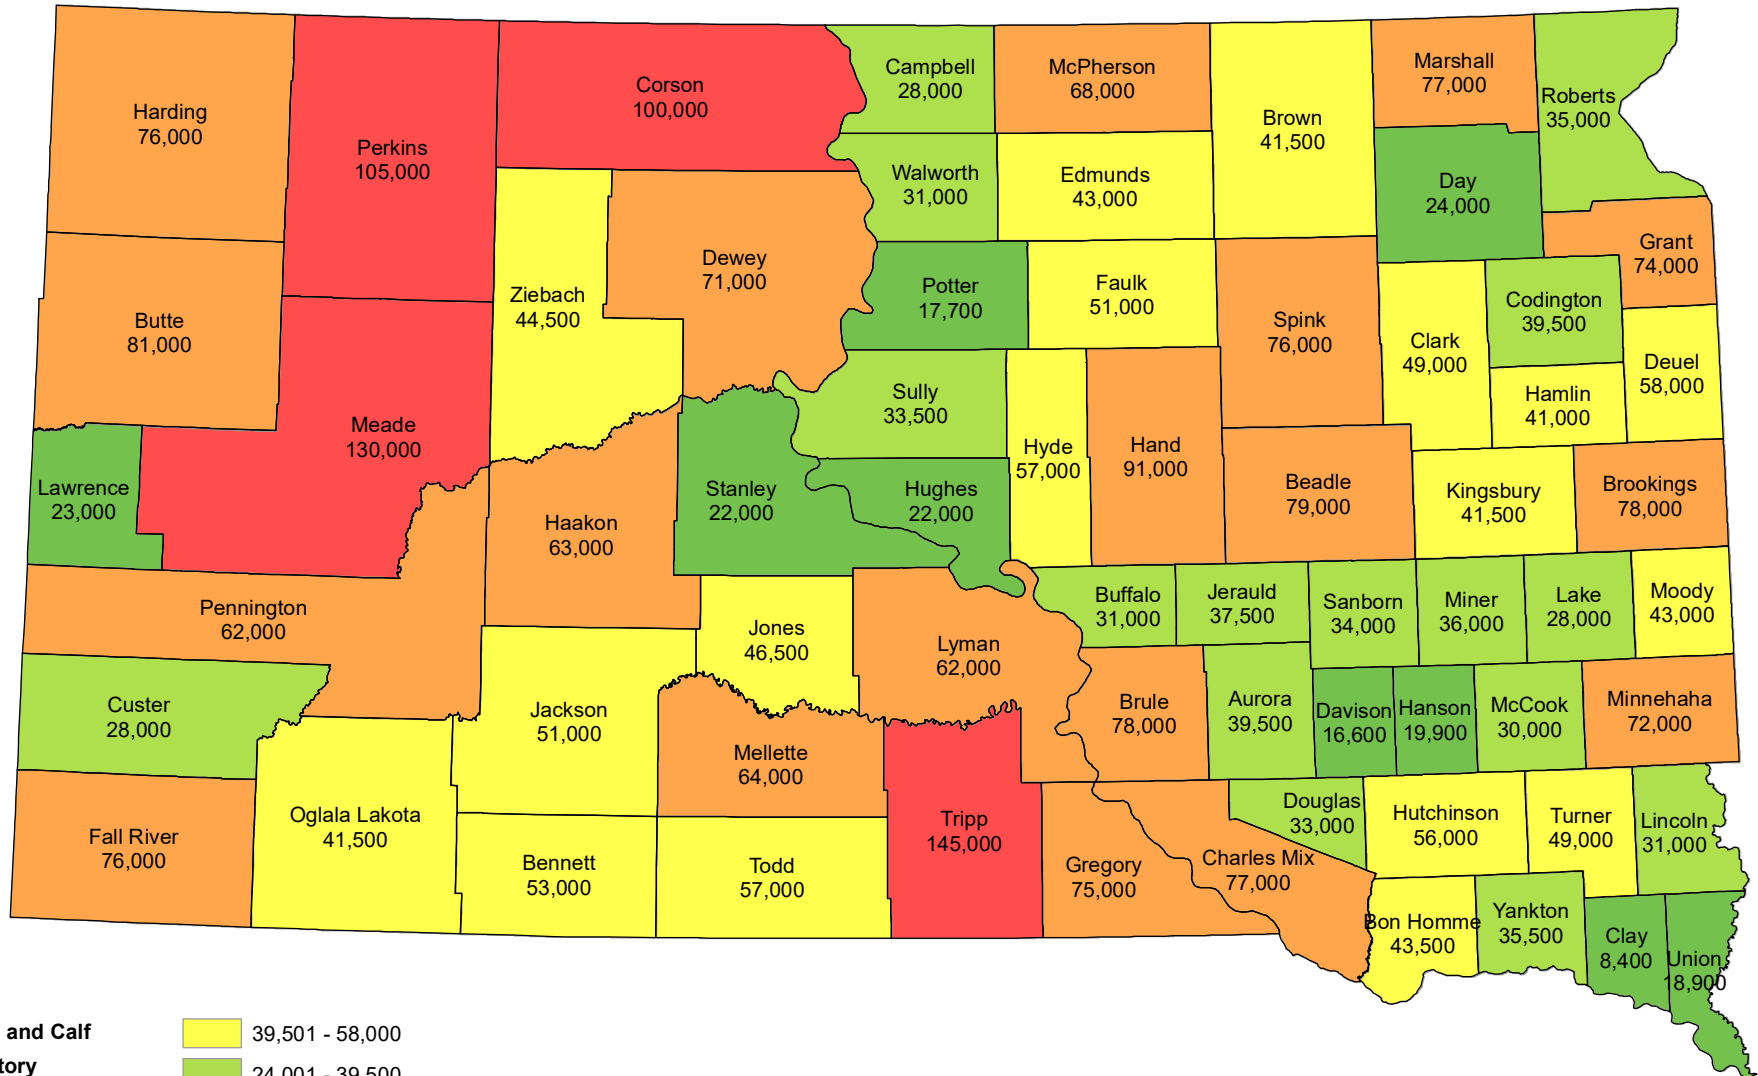 Harding
76,000
Perkins
105,000
Corson
100,000
Campbell
28,000
McPherson
68,000
Brown
41,500
Marshall
77,000
Roberts
35,000
Walworth
31,000
Edmunds
43,000
Day
24,000
Grant
74,000
Butte
81,000
Ziebach
44,500
Dewey
71,000
Potter
17,700
Faulk
51,000
Spink
76,000
Clark
49,000
Codington
39,500
Deuel
58,000
Hamlin
41,000
Meade
130,000
Sully
33,500
Hyde
57,000
Hand
91,000
Beadle
79,000
Kingsbury
41,500
Brookings
78,000
Lawrence
23,000
Haakon
63,000
Stanley
22,000
Hughes
22,000
Pennington
62,000
Jones
46,500
Lyman
62,000
Buffalo
31,000
Jerauld
37,500
Sanborn
34,000
Miner
36,000
Lake
28,000
Moody
43,000
Custer
28,000
Jackson
51,000
Mellette
64,000
Brule
78,000
Aurora
39,500
Davison
16,600
Hanson
19,900
McCook
30,000
Minnehaha
72,000
Fall River
76,000
Oglala Lakota
41,500
Bennett
53,000
Todd
57,000
Tripp
145,000
Gregory
75,000
Charles Mix
77,000
Douglas
33,000
Hutchinson
56,000
Turner
49,000
Lincoln
31,000
Bon Homme
43,500
Yankton
35,500
Clay
8,400
Union
18,900
and Calf
39,501 - 58,000
tory
24,001 - 39,500